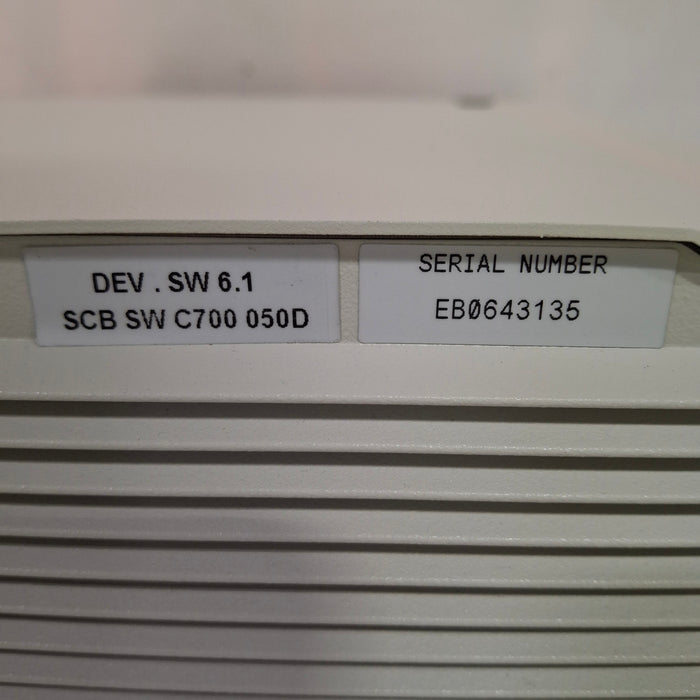 DEV . SW 6.1
SCB SW C700 050D
SERIAL NUMBER
EB0643135